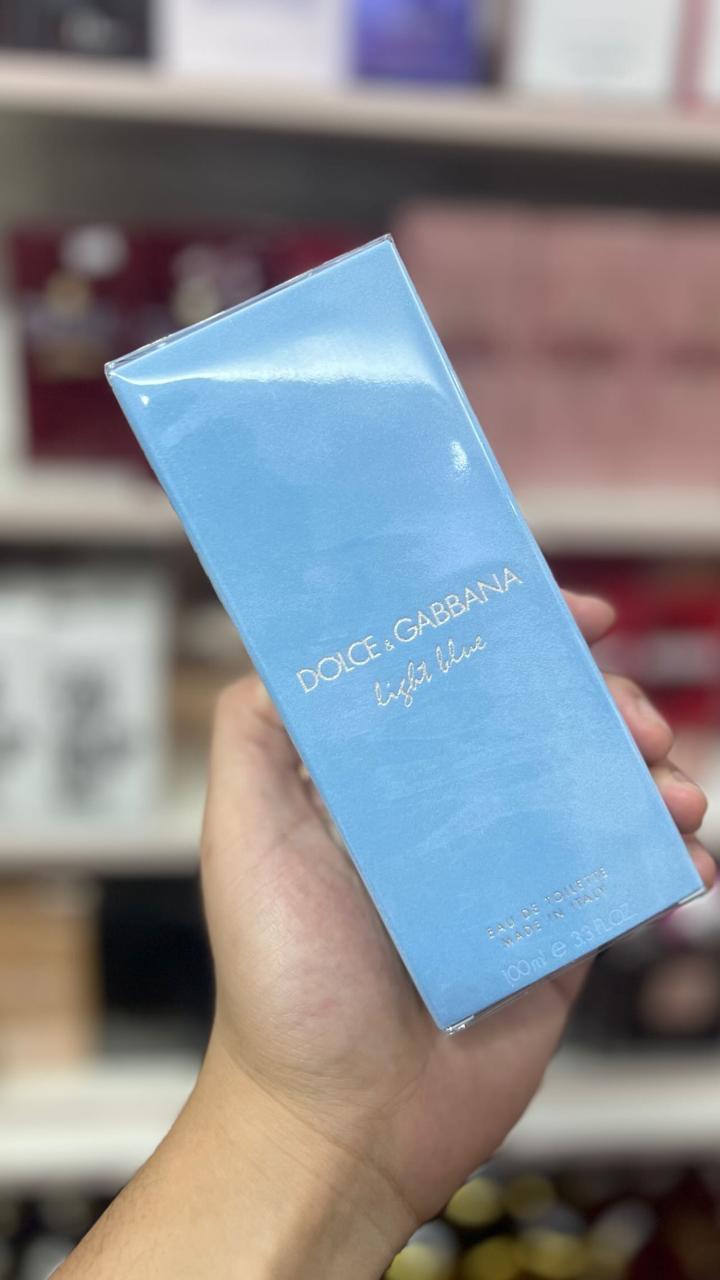 DOLCE & GABBANA
light blue
EAU DE TOILETTE
MADE IN ITALY
100ml e 3.3 FL.OZ.